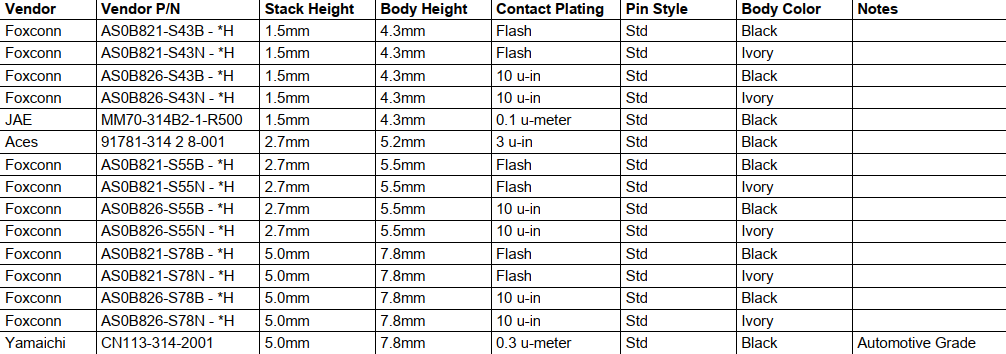 Vendor Vendor P/N Stack Height Body Height Contact Plating Pin Style Body Color Notes
Foxconn AS0B821-S43B - *H 1.5mm 4.3mm Flash Std Black
Foxconn AS0B821-S43N - *H 1.5mm 4.3mm Flash Std Ivory
Foxconn AS0B826-S43B - *H 1.5mm 4.3mm 10 u-in Std Black
Foxconn AS0B826-S43N - *H 1.5mm 4.3mm 10 u-in Std Ivory
JAE MM70-314B2-1-R500 1.5mm 4.3mm 0.1 u-meter Std Black
Aces 91781-314 2 8-001 2.7mm 5.2mm 3 u-in Std Black
Foxconn AS0B821-S55B - *H 2.7mm 5.5mm Flash Std Black
Foxconn AS0B821-S55N - *H 2.7mm 5.5mm Flash Std Ivory
Foxconn AS0B826-S55B - *H 2.7mm 5.5mm 10 u-in Std Black
Foxconn AS0B826-S55N - *H 2.7mm 5.5mm 10 u-in Std Ivory
Foxconn AS0B821-S78B - *H 5.0mm 7.8mm Flash Std Black
Foxconn AS0B821-S78N - *H 5.0mm 7.8mm Flash Std Ivory
Foxconn AS0B826-S78B - *H 5.0mm 7.8mm 10 u-in Std Black
Foxconn AS0B826-S78N - *H 5.0mm 7.8mm 10 u-in Std Ivory
Yamaichi CN113-314-2001 5.0mm 7.8mm 0.3 u-meter Std Black Automotive Grade